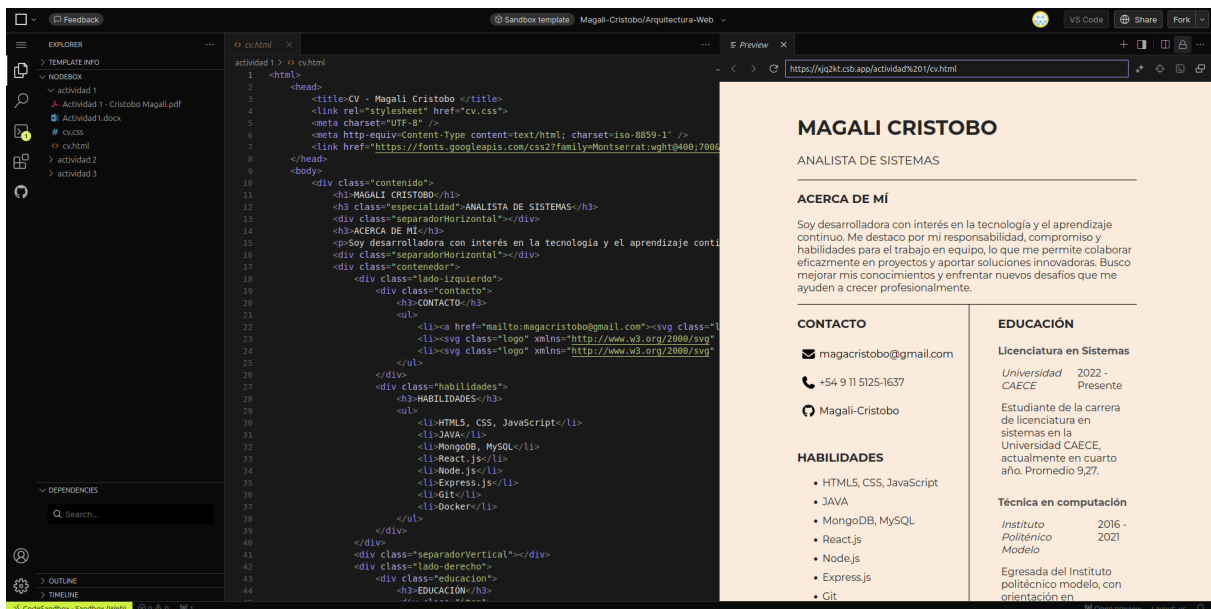 Feedback
Sandbox template Magali-Cristobo/Arquitectura-Web
VS Code
Share
Fork
EXPLORER
TEMPLATE INFO
NODEBOX
actividad 1
Actividad 1 - Cristobo Magali.pdf
Actividad1.docx
# cv.css
cv.html
actividad 2
actividad 3
DEPENDENCIES
Search...
OUTLINE
TIMELINE
CodeSandbox - Sandbox (Web)
cv.html
actividad 1 > cv.html
1 <html>
2 <head>
3 <title>CV - Magali Cristobo </title>
4 <link rel="stylesheet" href="cv.css">
5 <meta charset="UTF-8" />
6 <meta http-equiv=Content-Type content="text/html; charset=iso-8859-1" />
7 <link href="https://fonts.googleapis.com/css2?family=Montserrat:wght@400;700&
8 </head>
9 <body>
10 <div class="contenido">
11 <h1>MAGALI CRISTOBO</h1>
12 <h3 class="especialidad">ANALISTA DE SISTEMAS</h3>
13 <div class="separadorHorizontal"></div>
14 <h3>ACERCA DE MÍ</h3>
15 <p>Soy desarrolladora con interés en la tecnología y el aprendizaje conti
16 <div class="separadorHorizontal"></div>
17 <div class="contenedor">
18 <div class="lado-izquierdo">
19 <div class="contacto">
20 <h3>CONTACTO</h3>
21 <ul>
22 <li><a href="mailto:magacristobo@gmail.com"><svg class="l
23 <li><svg class="logo" xmlns="http://www.w3.org/2000/svg"
24 <li><svg class="logo" xmlns="http://www.w3.org/2000/svg"
25 </ul>
26 </div>
27 <div class="habilidades">
28 <h3>HABILIDADES</h3>
29 <ul>
30 <li>HTML5, CSS, JavaScript</li>
31 <li>JAVA</li>
32 <li>MongoDB, MySQL</li>
33 <li>React.js</li>
34 <li>Node.js</li>
35 <li>Express.js</li>
36 <li>Git</li>
37 <li>Docker</li>
38 </ul>
39 </div>
40 </div>
41 <div class="separadorVertical"></div>
42 <div class="lado-derecho">
43 <div class="educacion">
44 <h3>EDUCACIÓN</h3>
Preview
https://xjq2kt.csb.app/actividad%201/cv.html
MAGALI CRISTOBO
ANALISTA DE SISTEMAS
ACERCA DE MÍ
Soy desarrolladora con interés en la tecnología y el aprendizaje
continuo. Me destaco por mi responsabilidad, compromiso y
habilidades para el trabajo en equipo, lo que me permite colaborar
eficazmente en proyectos y aportar soluciones innovadoras. Busco
mejorar mis conocimientos y enfrentar nuevos desafíos que me
ayuden a crecer profesionalmente.
CONTACTO
magacristobo@gmail.com
+54 9 11 5125-1637
Magali-Cristobo
HABILIDADES
• HTML5, CSS, JavaScript
• JAVA
• MongoDB, MySQL
• React.js
• Node.js
• Express.js
• Git
EDUCACIÓN
Licenciatura en Sistemas
Universidad CAECE
2022 - Presente
Estudiante de la carrera
de licenciatura en
sistemas en la
Universidad CAECE,
actualmente en cuarto
año. Promedio 9,27.
Técnica en computación
Instituto Politénico Modelo
2016 - 2021
Egresada del Instituto
politécnico modelo, con
orientación en